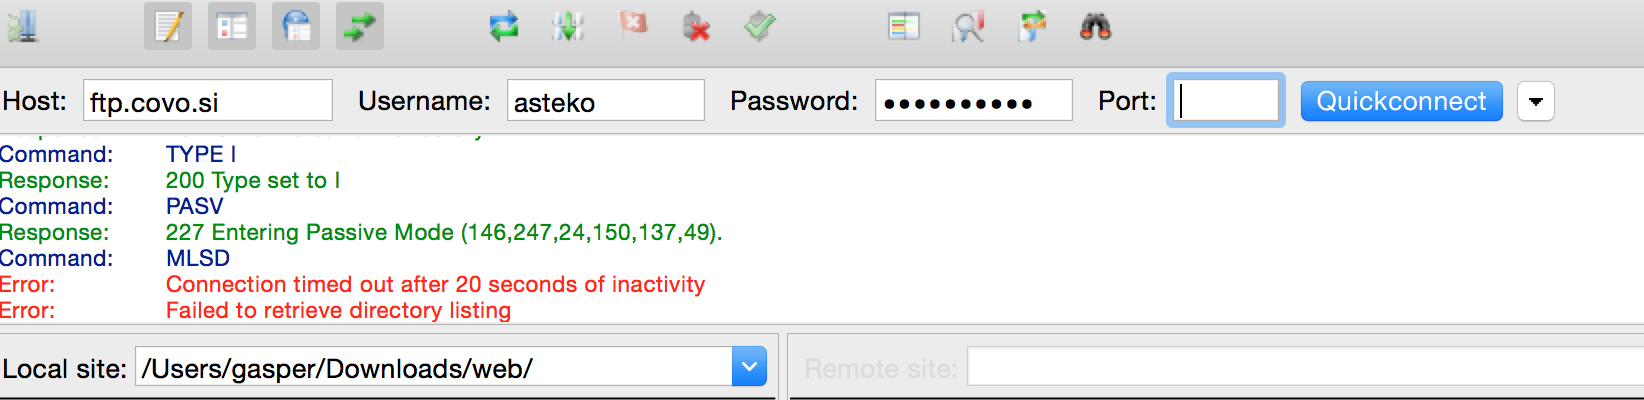 Host: ftp.covo.si Username: asteko Password: •••••••••• Port: Quickconnect
Command: TYPE I
Response: 200 Type set to I
Command: PASV
Response: 227 Entering Passive Mode (146,247,24,150,137,49).
Command: MLSD
Error: Connection timed out after 20 seconds of inactivity
Error: Failed to retrieve directory listing
Local site: /Users/gasper/Downloads/web/ Remote site: